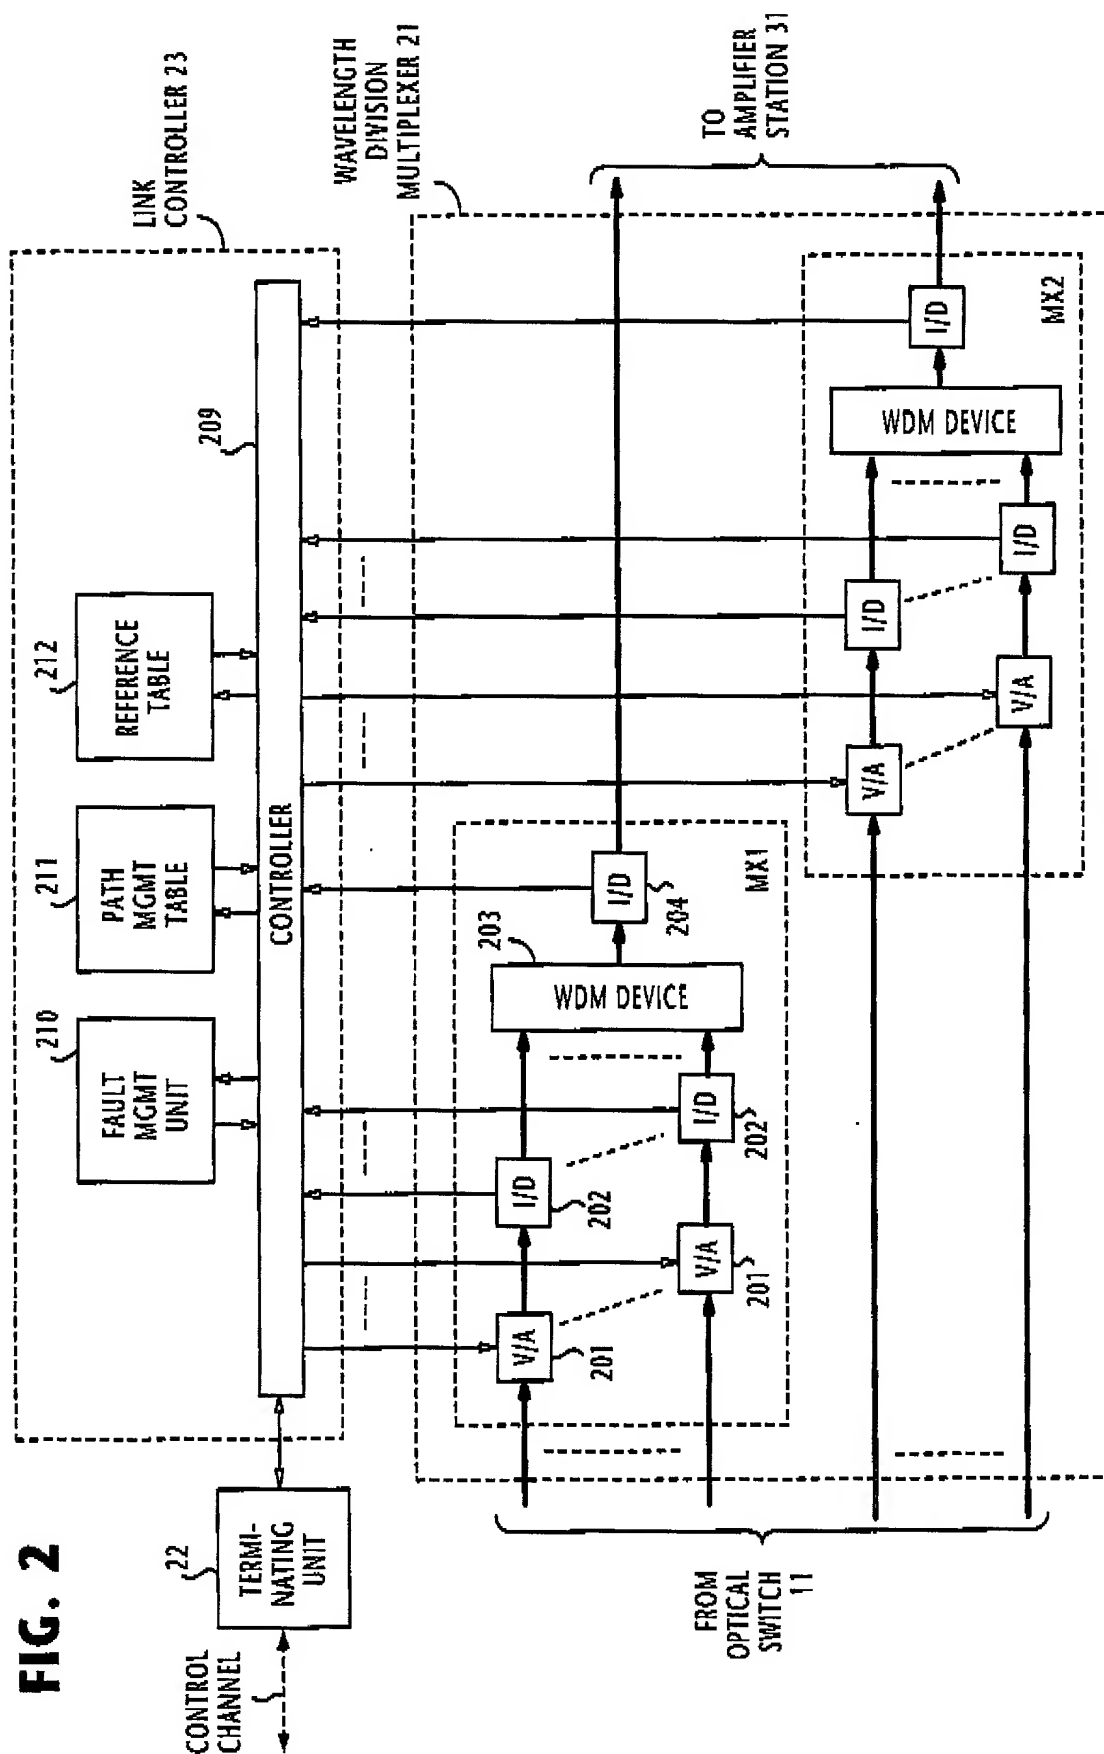 FIG. 2
CONTROL
CHANNEL
22
TERMI-
NATING
UNIT
LINK
CONTROLLER 23
210
FAULT
MGMT
UNIT
211
PATH
MGMT
TABLE
212
REFERENCE
TABLE
CONTROLLER
209
WAVELENGTH
DIVISION
MULTIPLEXER 21
FROM
OPTICAL
SWITCH
11
V/A
201
I/D
202
V/A
201
I/D
202
203
WDM DEVICE
I/D
204
MX1
V/A
I/D
V/A
I/D
WDM DEVICE
I/D
MX2
TO
AMPLIFIER
STATION 31